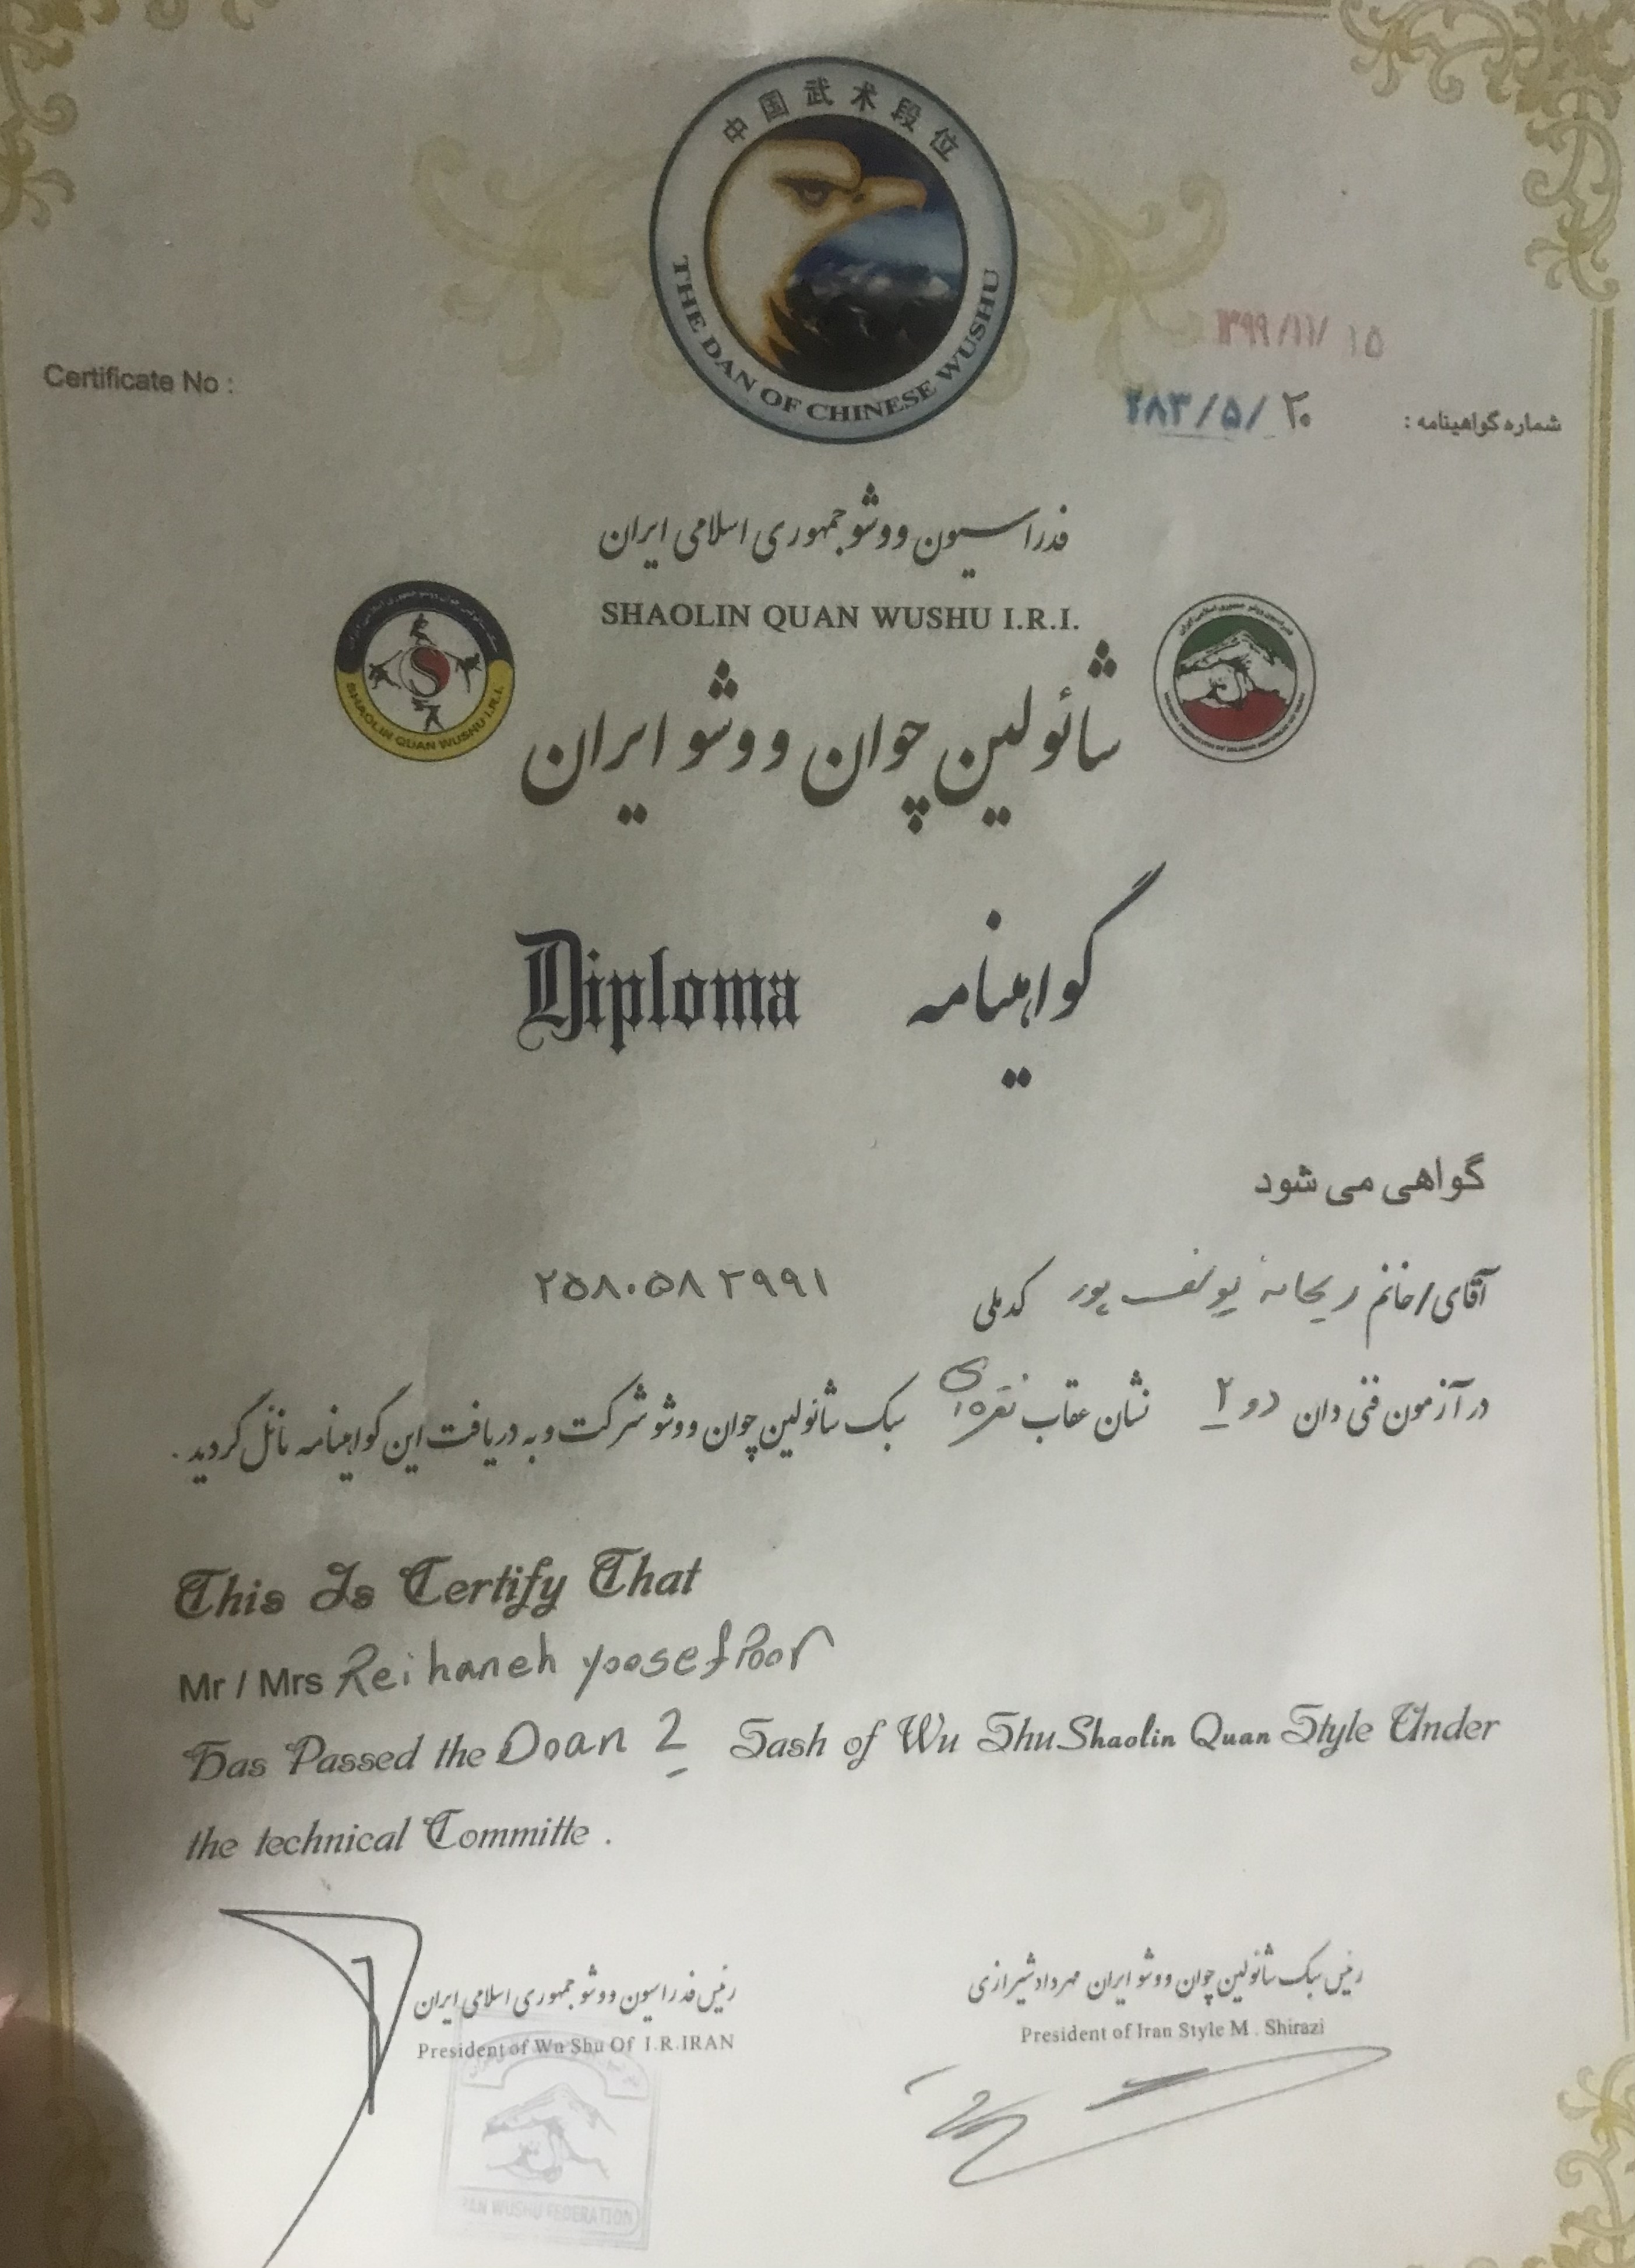 中国武术段位
THE DAN OF CHINESE WUSHU
۱۳۹۹/۱۱/ ۱۵
Certificate No :
شماره گواهینامه : ۲۸۳/۵/ ۲۰
فدراسیون ووشو جمهوری اسلامی ایران
SHAOLIN QUAN WUSHU I.R.I.
SHAOLIN QUAN WUSHU I.R.I.
شائولین چوان ووشو ایران
Diploma گواهینامه
گواهی می شود
آقای/خانم ریحانه یوسف پور کدملی ۲۵۸۰۵۸۲۹۹۱
در آزمون فنی دان دو ۲ نشان عقاب نقره ای سبک شائولین چوان ووشو شرکت و به دریافت این گواهینامه نائل گردید .
This Is Certify That
Mr / Mrs Reihaneh yoosefpoor
Has Passed the Doan 2 Sash of Wu Shu Shaolin Quan Style Under
the technical Committe .
رئیس سبک شائولین چوان ووشو ایران مهرداد شیرازی
President of Iran Style M . Shirazi
رئیس فدراسیون ووشو جمهوری اسلامی ایران
President of Wu Shu Of I.R.IRAN
WUSHU FEDERATION